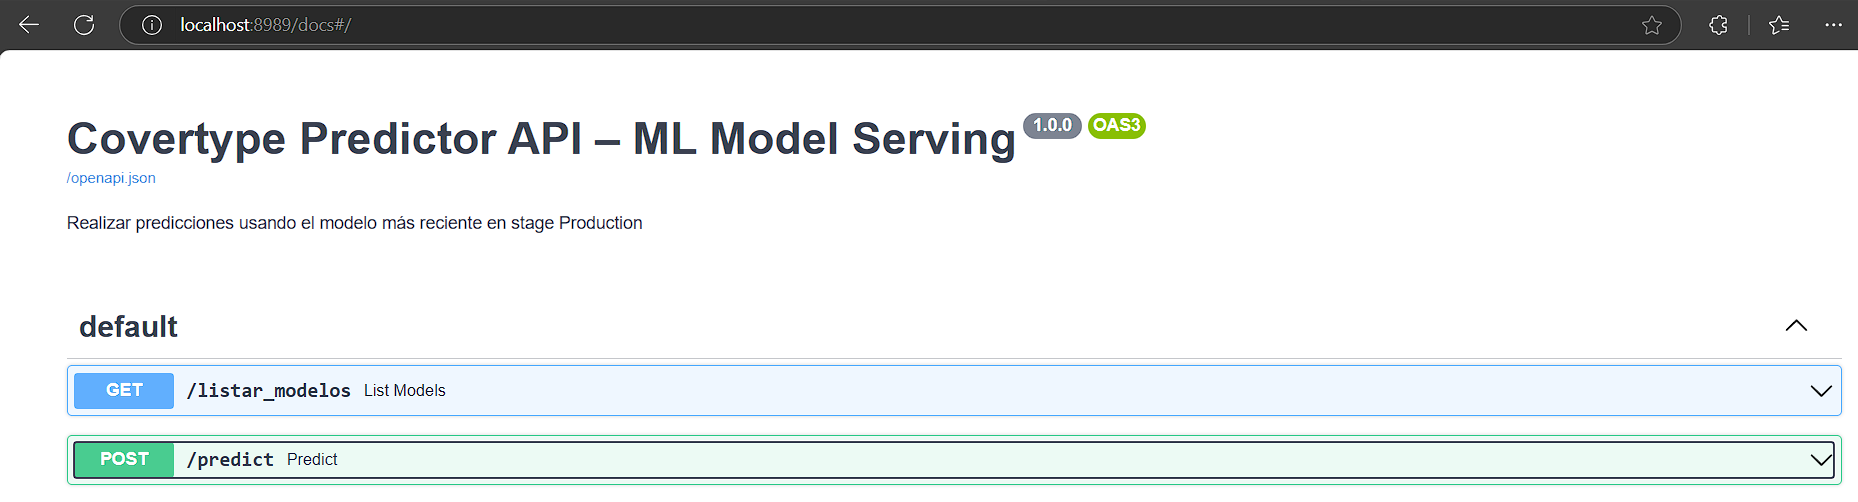 localhost:8989/docs#/
Covertype Predictor API – ML Model Serving 1.0.0 OAS3
/openapi.json
Realizar predicciones usando el modelo más reciente en stage Production
default
GET /listar_modelos List Models
POST /predict Predict